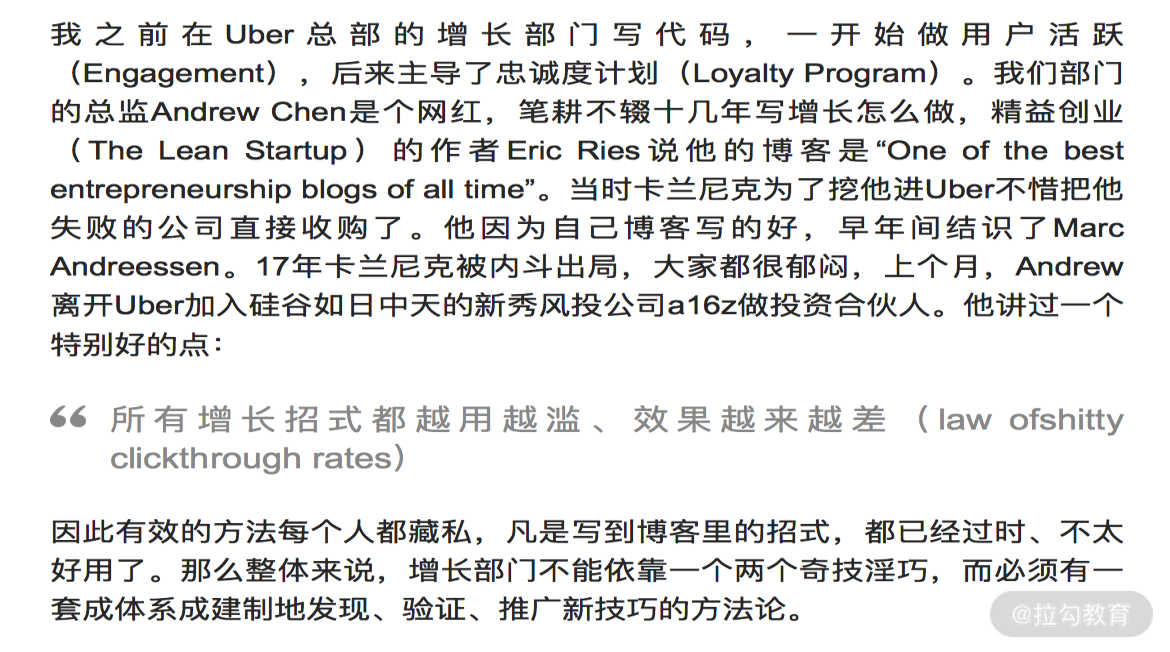 我之前在Uber总部的增长部门写代码，一开始做用户活跃
（Engagement），后来主导了忠诚度计划（Loyalty Program）。我们部门
的总监Andrew Chen是个网红，笔耕不辍十几年写增长怎么做，精益创业
（The Lean Startup）的作者Eric Ries说他的博客是“One of the best
entrepreneurship blogs of all time”。当时卡兰尼克为了挖他进Uber不惜把他
失败的公司直接收购了。他因为自己博客写的好，早年间结识了Marc
Andreessen。17年卡兰尼克被内斗出局，大家都很郁闷，上个月，Andrew
离开Uber加入硅谷如日中天的新秀风投公司a16z做投资合伙人。他讲过一个
特别好的点：
“所有增长招式都越用越滥、效果越来越差（law ofshitty
clickthrough rates）
因此有效的方法每个人都藏私，凡是写到博客里的招式，都已经过时、不太
好用了。那么整体来说，增长部门不能依靠一个两个奇技淫巧，而必须有一
套成体系成建制地发现、验证、推广新技巧的方法论。
@拉勾教育